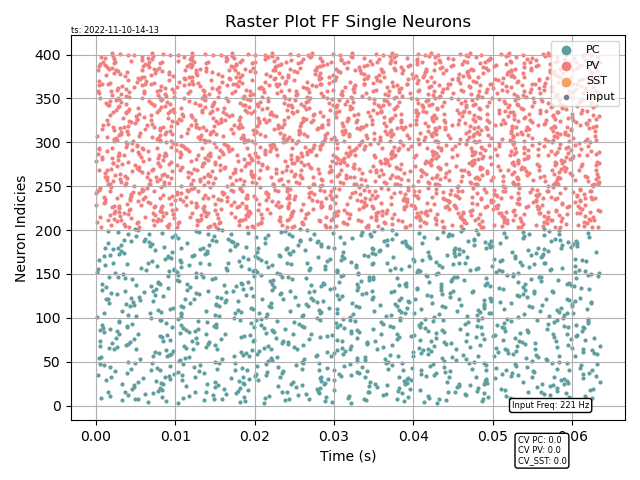 Raster Plot FF Single Neurons
ts: 2022-11-10-14-13
400
350
300
250
200
150
100
50
0
Neuron Indicies
PC
PV
SST
input
Input Freq: 221 Hz
0.00 0.01 0.02 0.03 0.04 0.05 0.06
Time (s)
CV PC: 0.0
CV PV: 0.0
CV_SST: 0.0